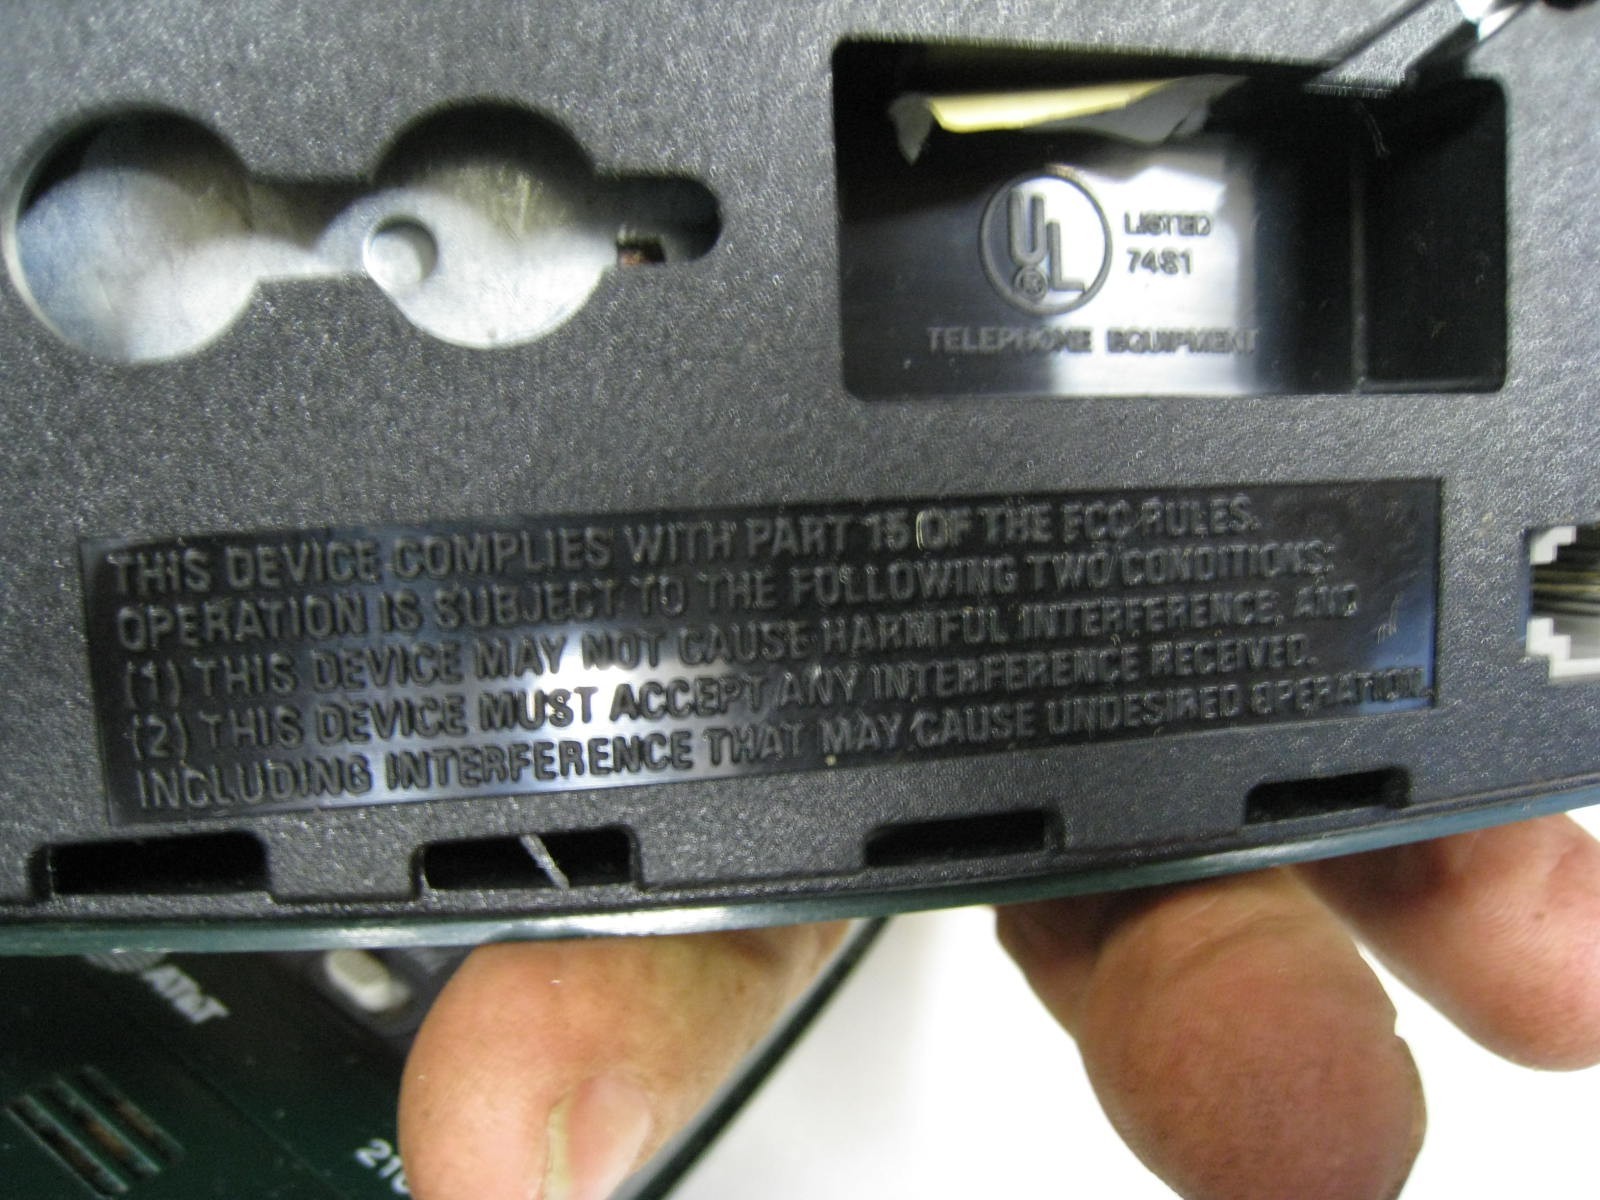 UL
LISTED
74S1
TELEPHONE EQUIPMENT
THIS DEVICE COMPLIES WITH PART 15 OF THE FCC RULES.
OPERATION IS SUBJECT TO THE FOLLOWING TWO CONDITIONS:
(1) THIS DEVICE MAY NOT CAUSE HARMFUL INTERFERENCE, AND
(2) THIS DEVICE MUST ACCEPT ANY INTERFERENCE RECEIVED.
INCLUDING INTERFERENCE THAT MAY CAUSE UNDESIRED OPERATION.
AT&T